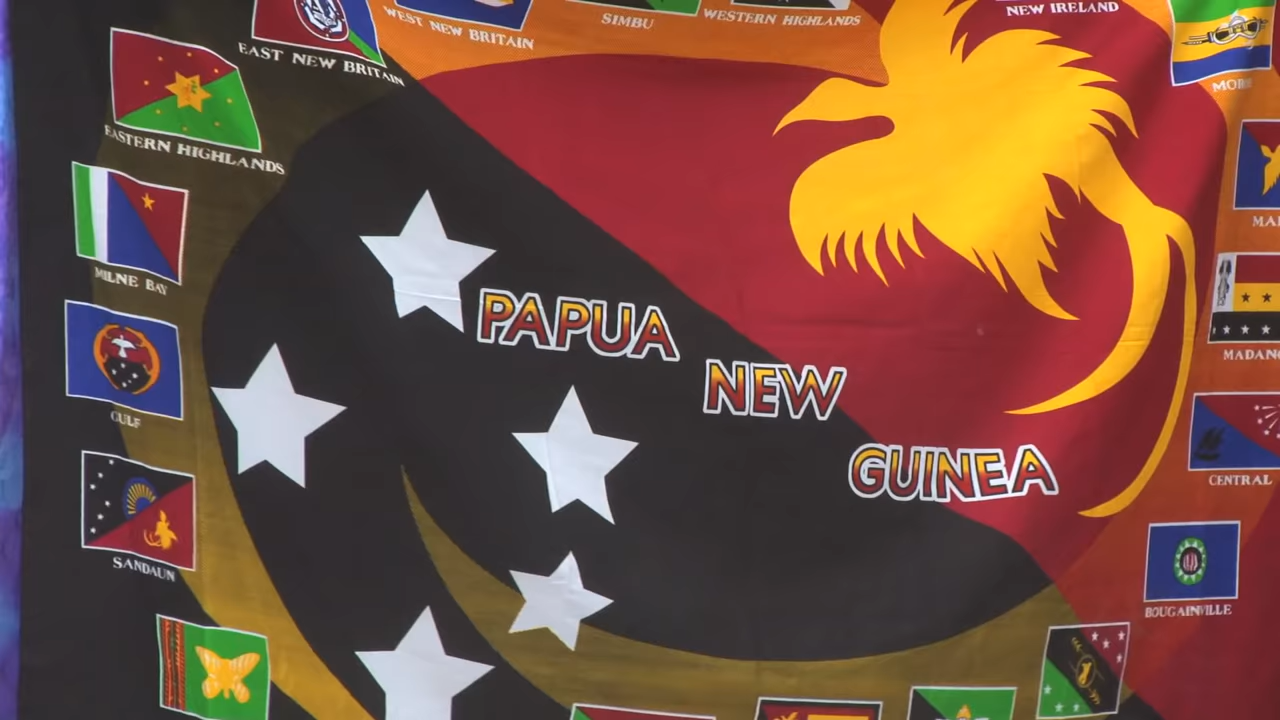 WEST NEW BRITAIN
SIMBU
WESTERN HIGHLANDS
NEW IRELAND
EAST NEW BRITAIN
EASTERN HIGHLANDS
MILNE BAY
GULF
SANDAUN
PAPUA
NEW
GUINEA
CENTRAL
BOUGAINVILLE